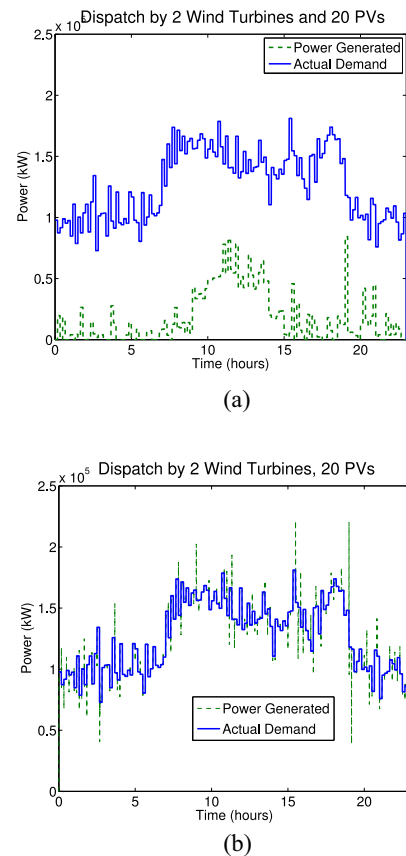 Dispatch by 2 Wind Turbines and 20 PVs
2.5 x 10
Power Generated
Actual Demand
2
1.5
1
0.5
0
Power (kW)
0 5 10 15 20
Time (hours)
(a)
Dispatch by 2 Wind Turbines, 20 PVs
2.5 x 10^5
2
1.5
1
0.5
0
Power (kW)
Power Generated
Actual Demand
0 5 10 15 20
Time (hours)
(b)